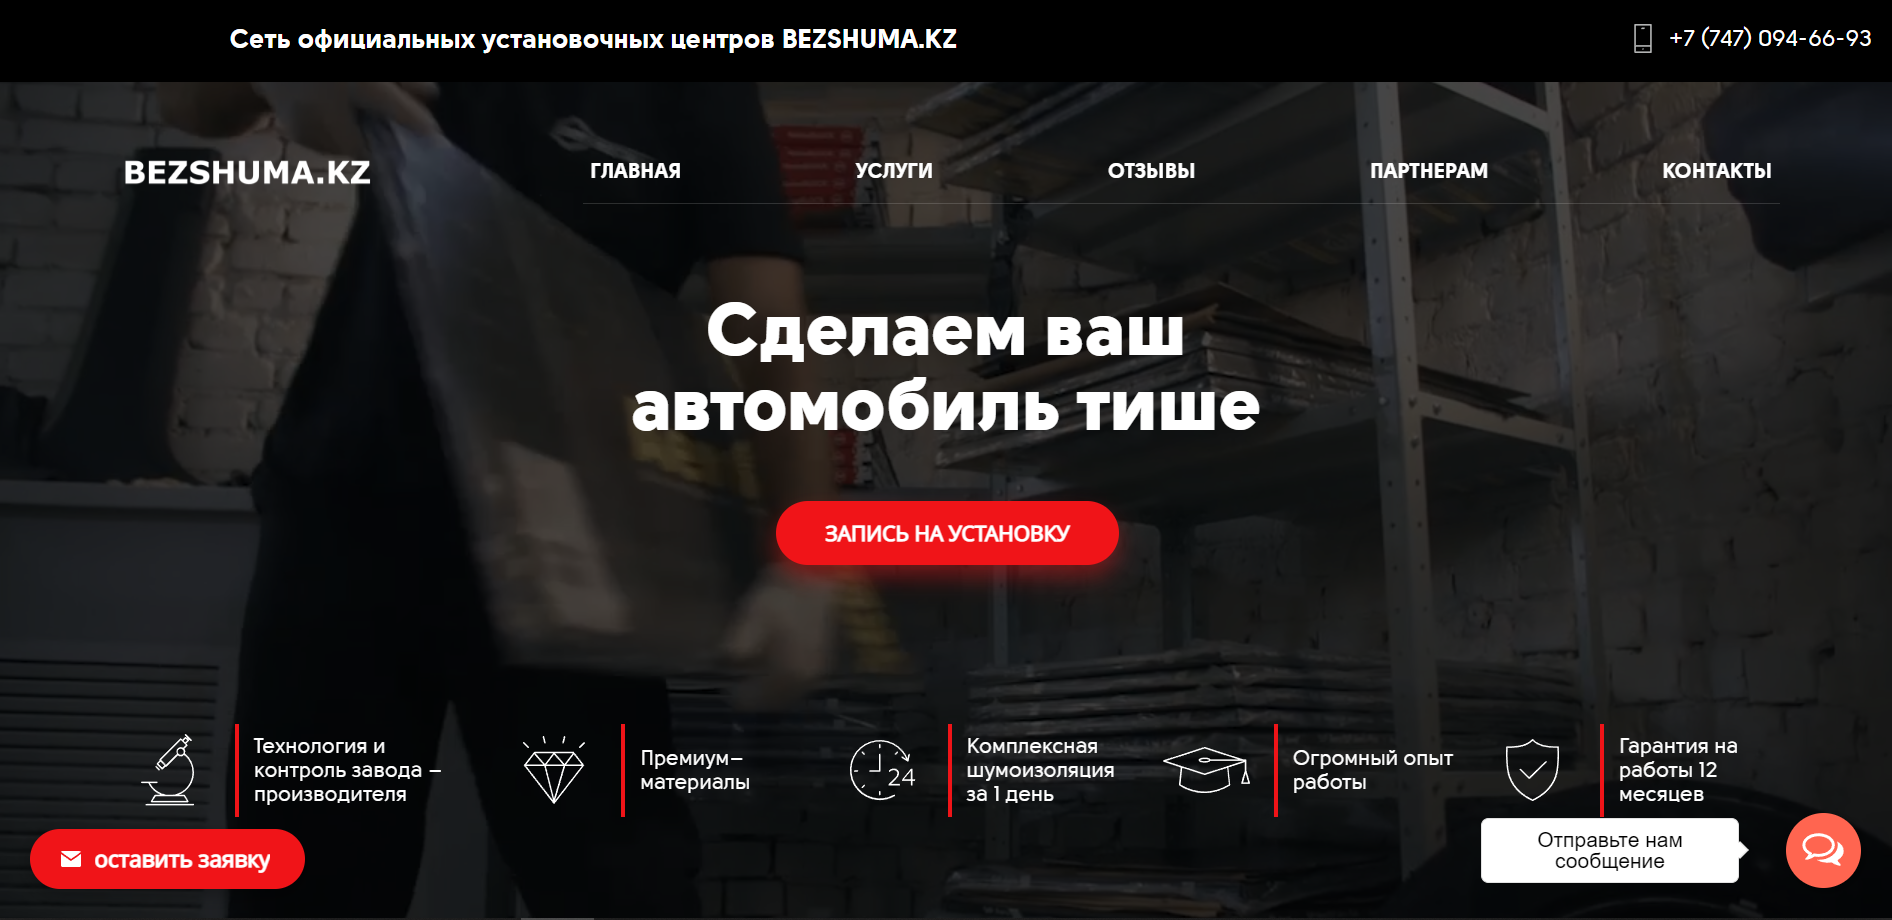 Сеть официальных установочных центров BEZSHUMA.KZ
+7 (747) 094-66-93
BEZSHUMA.KZ
ГЛАВНАЯ
УСЛУГИ
ОТЗЫВЫ
ПАРТНЕРАМ
КОНТАКТЫ
Сделаем ваш
автомобиль тише
ЗАПИСЬ НА УСТАНОВКУ
Технология и
контроль завода –
производителя
Премиум–
материалы
24
Комплексная
шумоизоляция
за 1 день
Огромный опыт
работы
Гарантия на
работы 12
месяцев
оставить заявку
Отправьте нам
сообщение